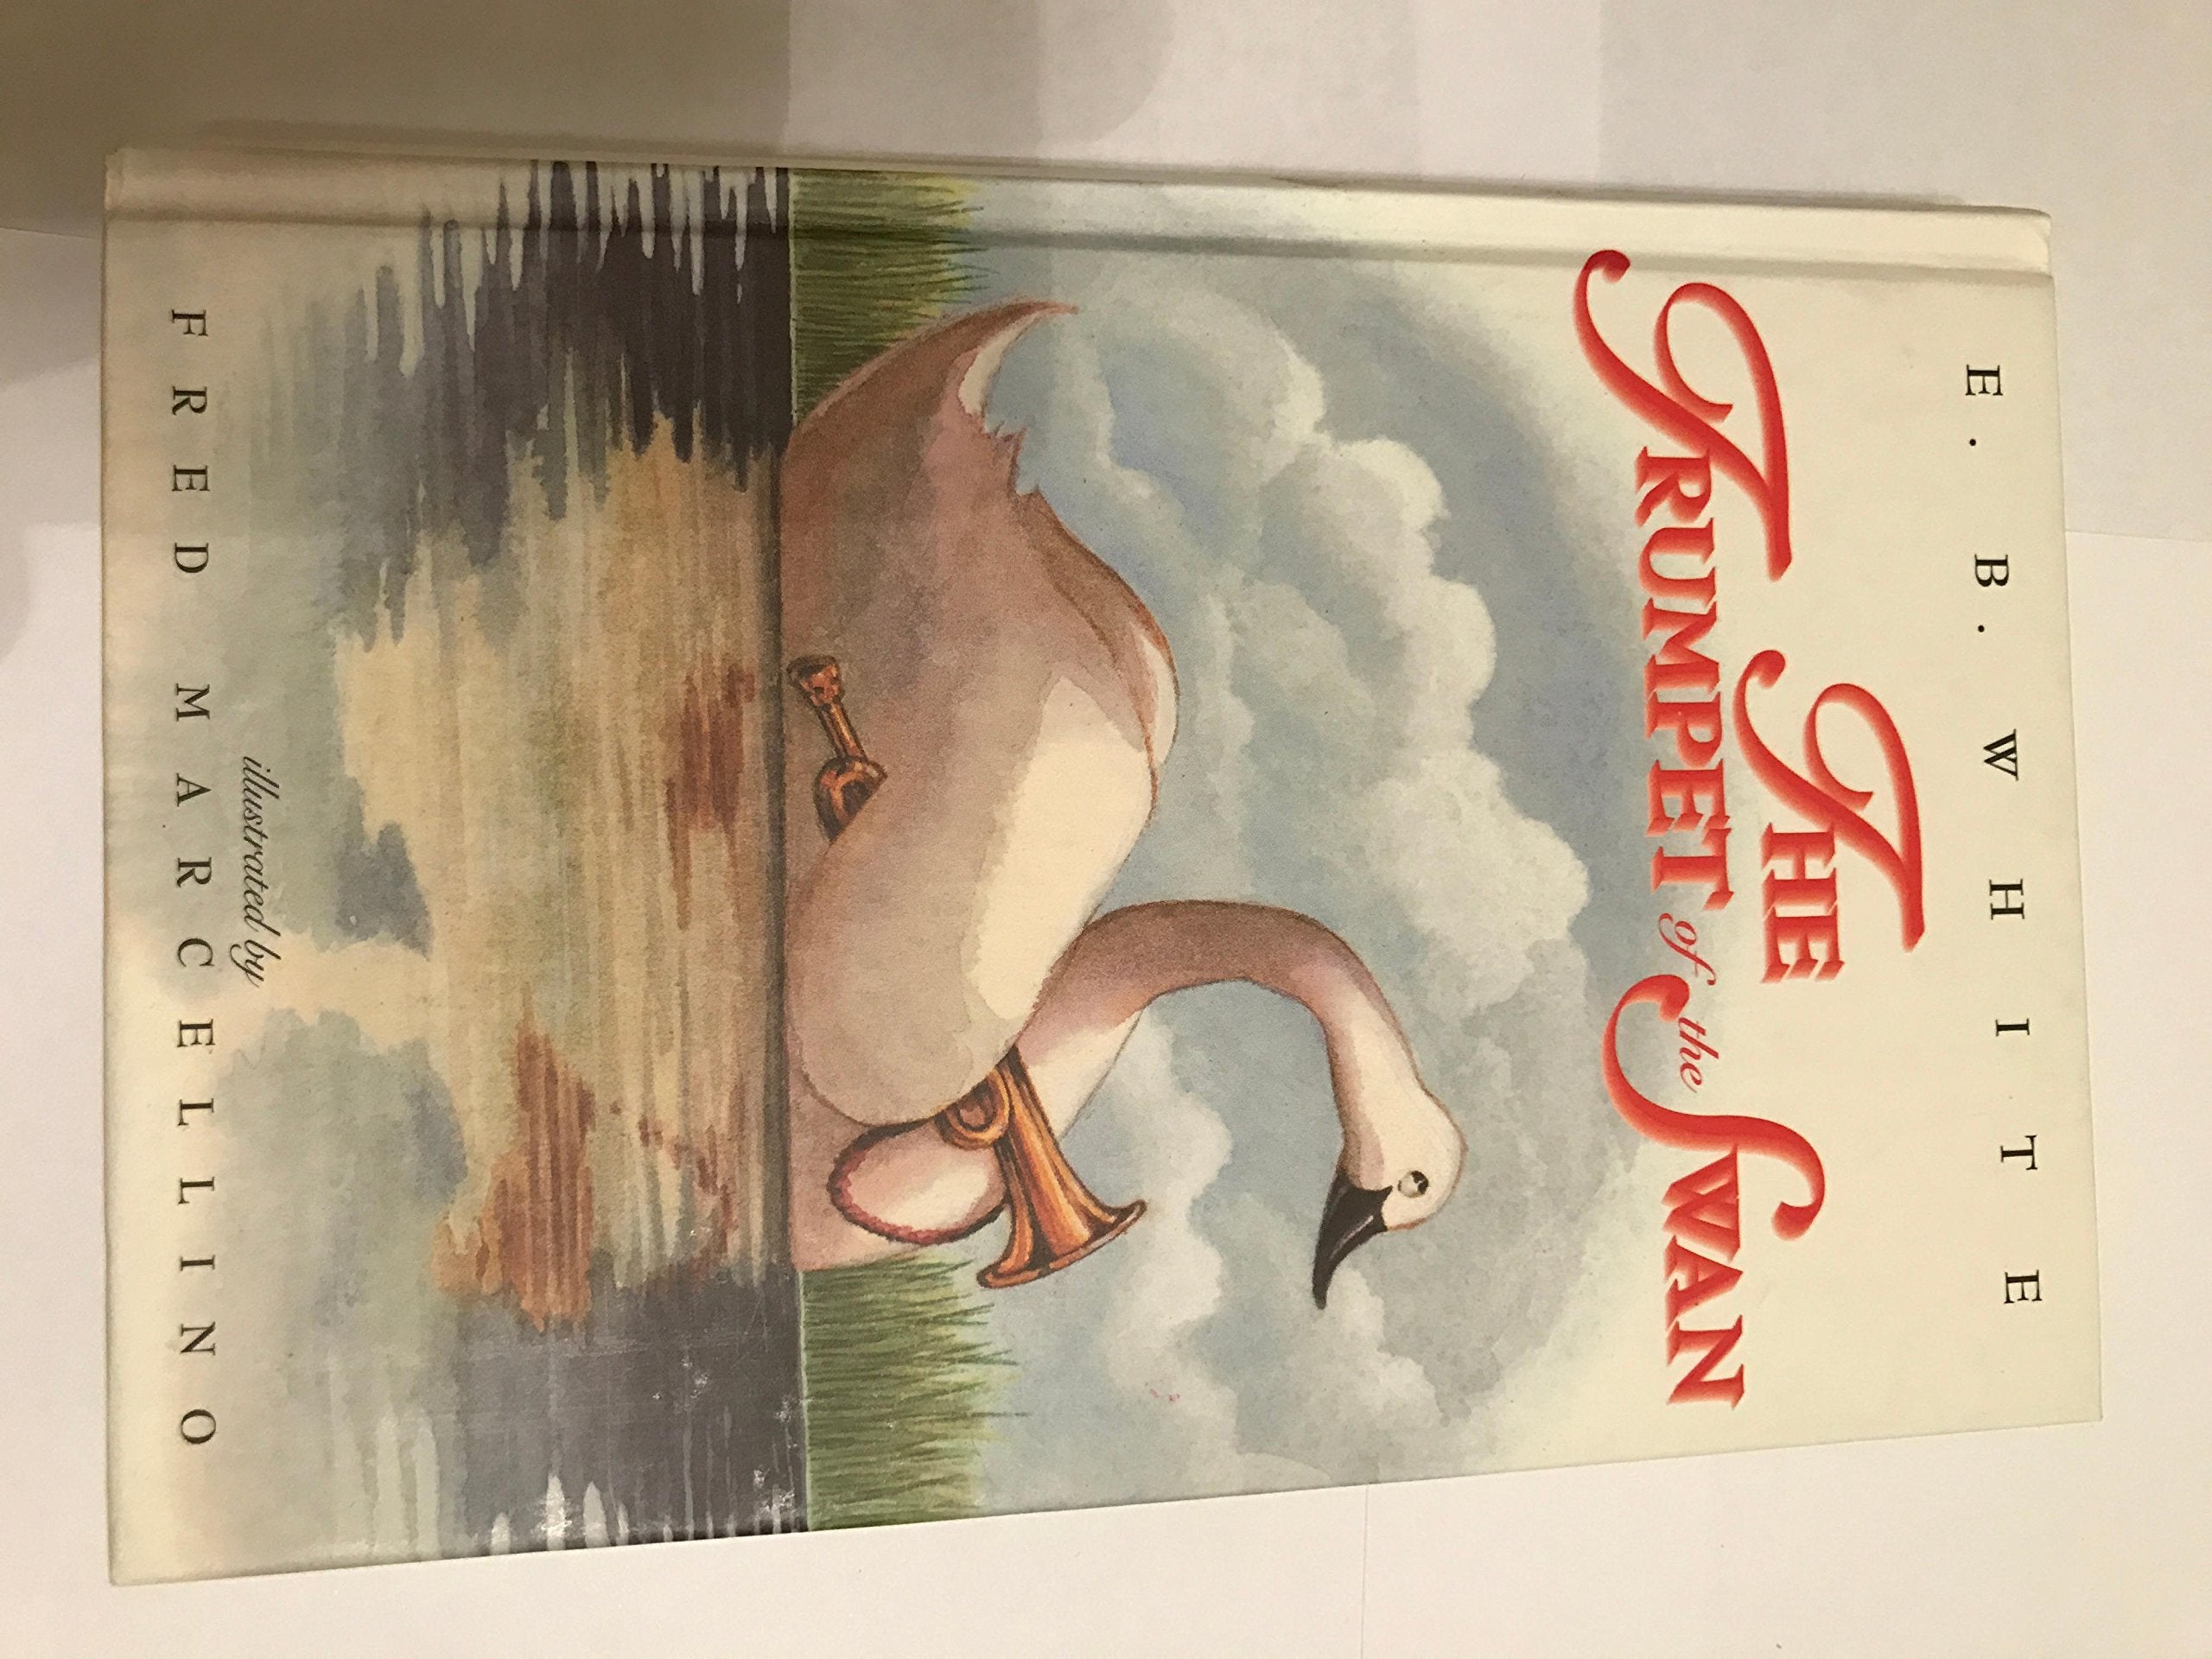 E. B. WHITE
THE
TRUMPET of the SWAN
illustrated by
FRED MARCELLINO